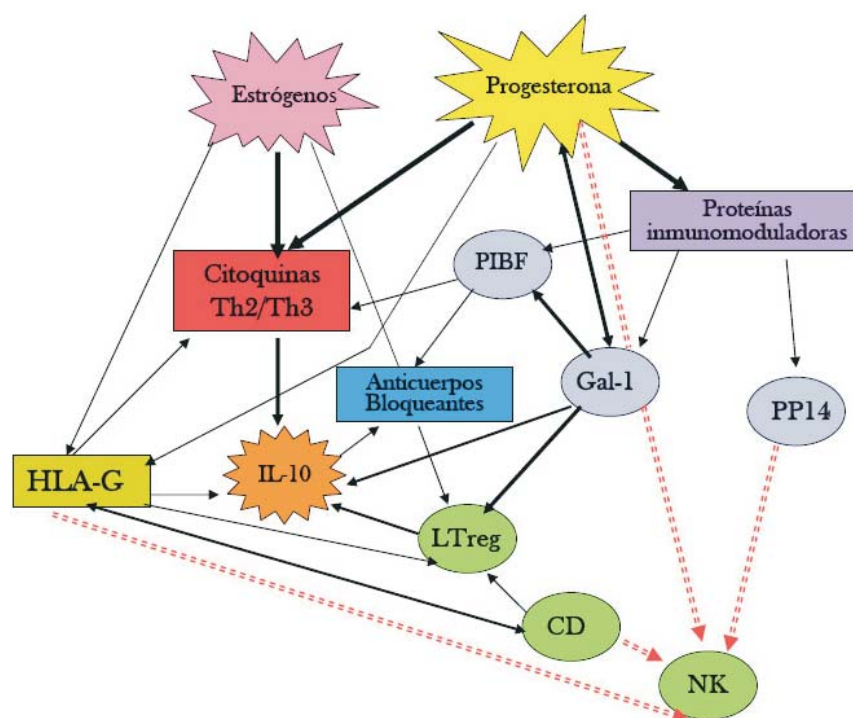 Estrógenos
Progesterona
Proteínas
inmunomoduladoras
PIBF
Citoquinas
Th2/Th3
Anticuerpos
Bloqueantes
Gal-1
PP14
HLA-G
IL-10
LTreg
CD
NK